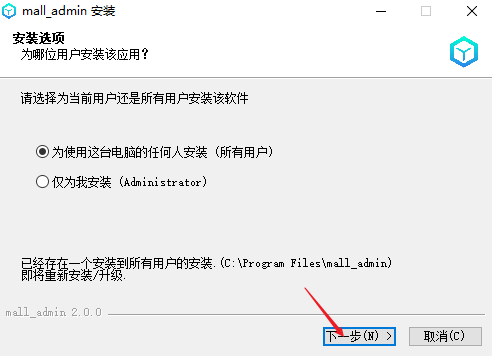 mall_admin 安装
安装选项
为哪位用户安装该应用？
请选择为当前用户还是所有用户安装该软件
为使用这台电脑的任何人安装 (所有用户)
仅为我安装 (Administrator)
已经存在一个安装到所有用户的安装.(C:\Program Files\mall_admin)
即将重新安装/升级.
mall_admin 2.0.0
下一步(N) >
取消(C)